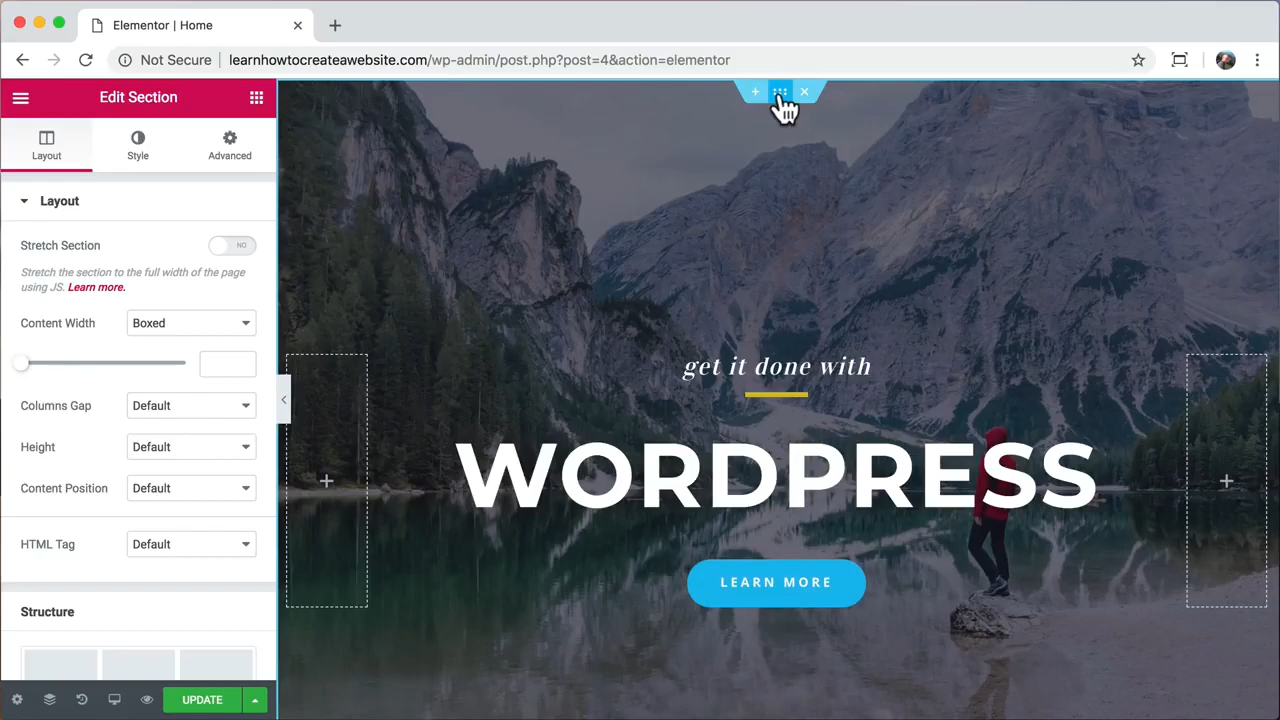 Elementor | Home
Not Secure learnhowtocreateawebsite.com/wp-admin/post.php?post=4&action=elementor
Edit Section
Layout Style Advanced
Layout
Stretch Section NO
Stretch the section to the full width of the page
using JS. Learn more.
Content Width Boxed
Columns Gap Default
Height Default
Content Position Default
HTML Tag Default
Structure
UPDATE
get it done with
WORDPRESS
LEARN MORE